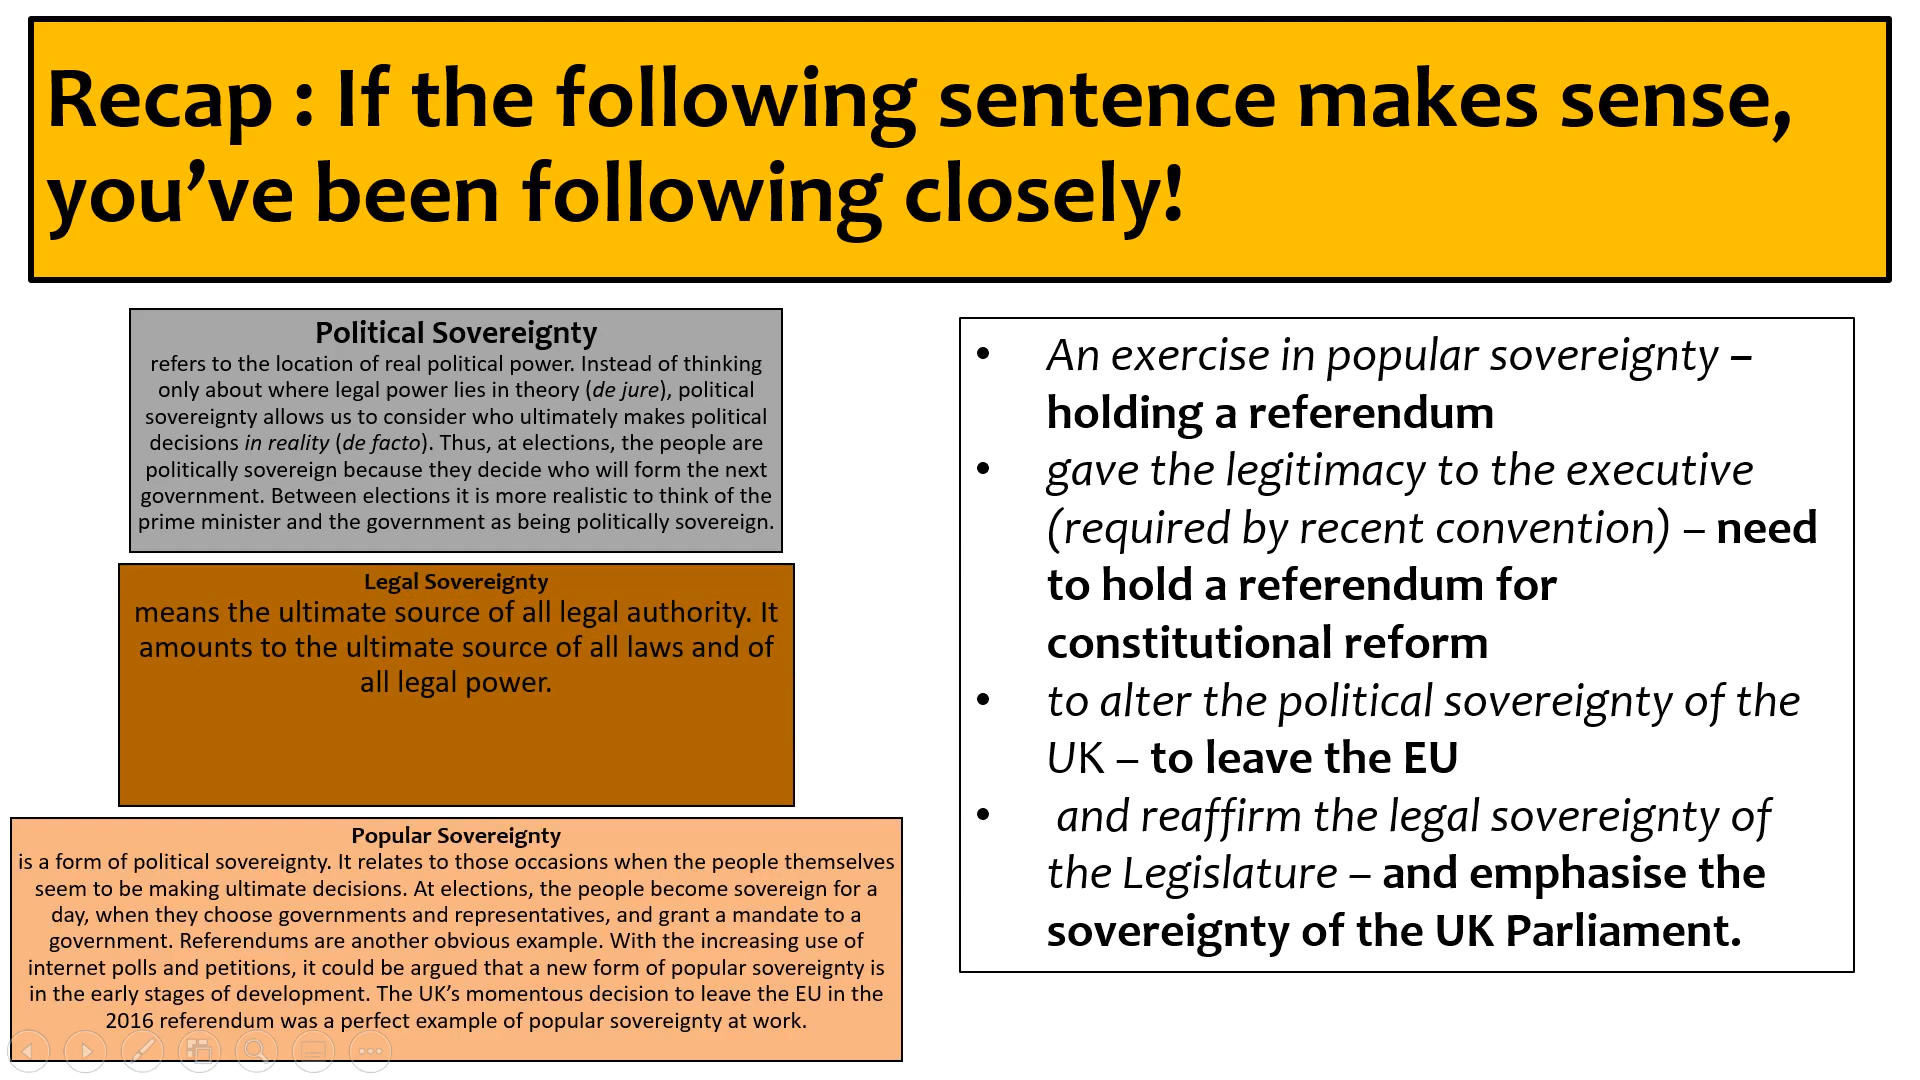 Recap : If the following sentence makes sense,
you’ve been following closely!
Political Sovereignty
refers to the location of real political power. Instead of thinking
only about where legal power lies in theory (de jure), political
sovereignty allows us to consider who ultimately makes political
decisions in reality (de facto). Thus, at elections, the people are
politically sovereign because they decide who will form the next
government. Between elections it is more realistic to think of the
prime minister and the government as being politically sovereign.
Legal Sovereignty
means the ultimate source of all legal authority. It
amounts to the ultimate source of all laws and of
all legal power.
Popular Sovereignty
is a form of political sovereignty. It relates to those occasions when the people themselves
seem to be making ultimate decisions. At elections, the people become sovereign for a
day, when they choose governments and representatives, and grant a mandate to a
government. Referendums are another obvious example. With the increasing use of
internet polls and petitions, it could be argued that a new form of popular sovereignty is
in the early stages of development. The UK’s momentous decision to leave the EU in the
2016 referendum was a perfect example of popular sovereignty at work.
• An exercise in popular sovereignty –
holding a referendum
• gave the legitimacy to the executive
(required by recent convention) – need
to hold a referendum for
constitutional reform
• to alter the political sovereignty of the
UK – to leave the EU
• and reaffirm the legal sovereignty of
the Legislature – and emphasise the
sovereignty of the UK Parliament.